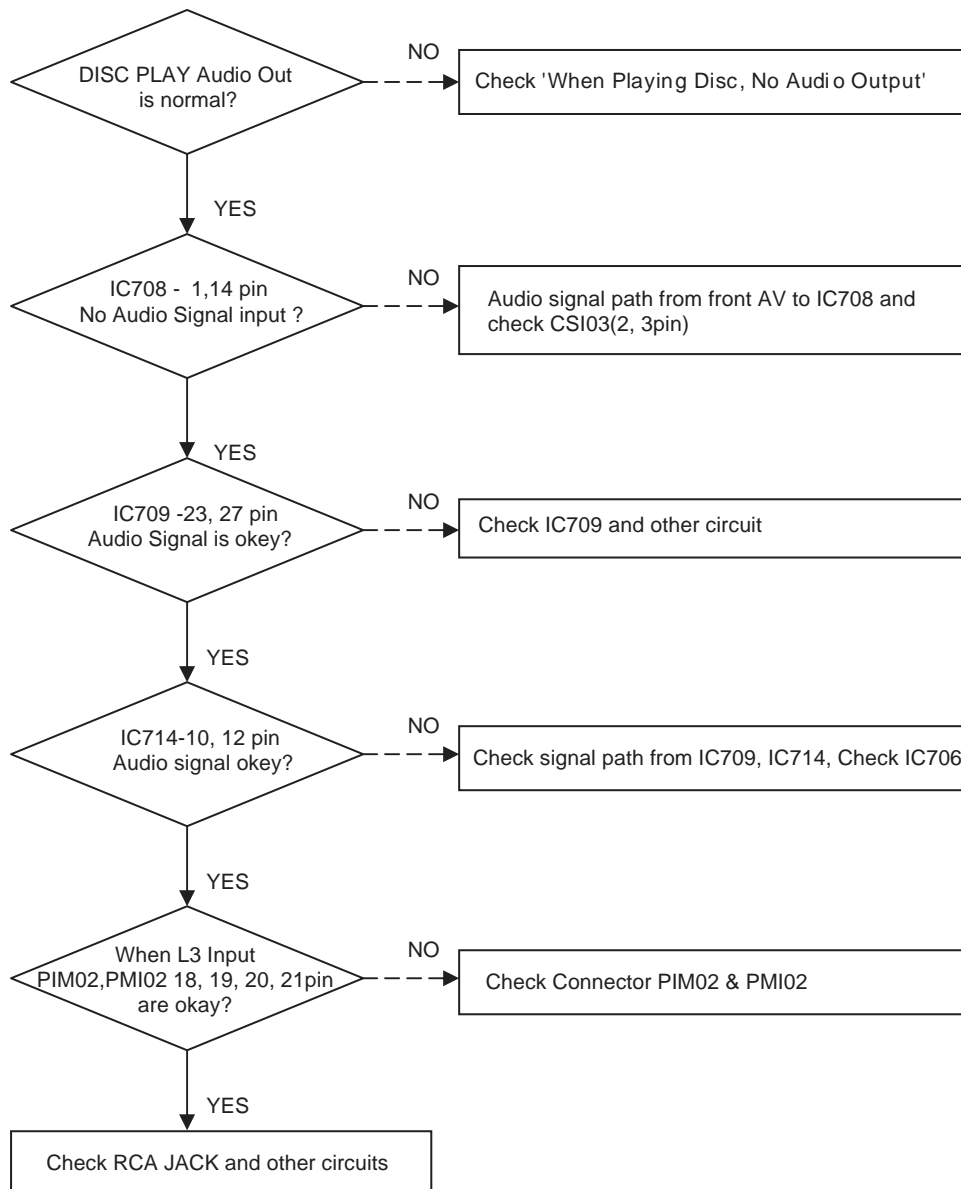 DISC PLAY Audio Out
is normal?
NO
Check 'When Playing Disc, No Audio Output'
YES
IC708 - 1,14 pin
No Audio Signal input ?
NO
Audio signal path from front AV to IC708 and
check CSI03(2, 3pin)
YES
IC709 -23, 27 pin
Audio Signal is okey?
NO
Check IC709 and other circuit
YES
IC714-10, 12 pin
Audio signal okey?
NO
Check signal path from IC709, IC714, Check IC706
YES
When L3 Input
PIM02,PMI02 18, 19, 20, 21pin
are okay?
NO
Check Connector PIM02 & PMI02
YES
Check RCA JACK and other circuits